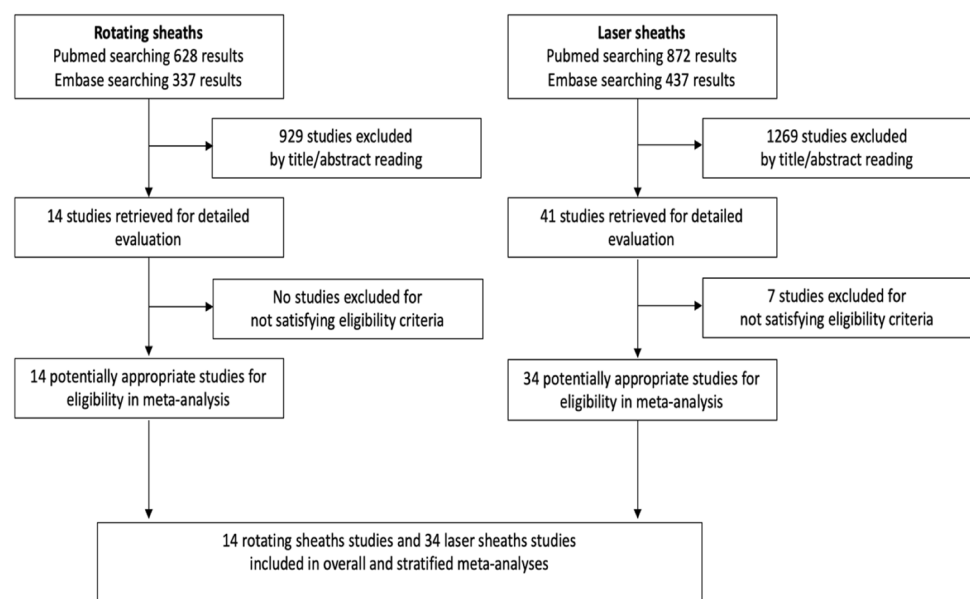 Rotating sheaths
Pubmed searching 628 results
Embase searching 337 results
929 studies excluded
by title/abstract reading
14 studies retrieved for detailed
evaluation
No studies excluded for
not satisfying eligibility criteria
14 potentially appropriate studies for
eligibility in meta-analysis
Laser sheaths
Pubmed searching 872 results
Embase searching 437 results
1269 studies excluded
by title/abstract reading
41 studies retrieved for detailed
evaluation
7 studies excluded for
not satisfying eligibility criteria
34 potentially appropriate studies for
eligibility in meta-analysis
14 rotating sheaths studies and 34 laser sheaths studies
included in overall and stratified meta-analyses